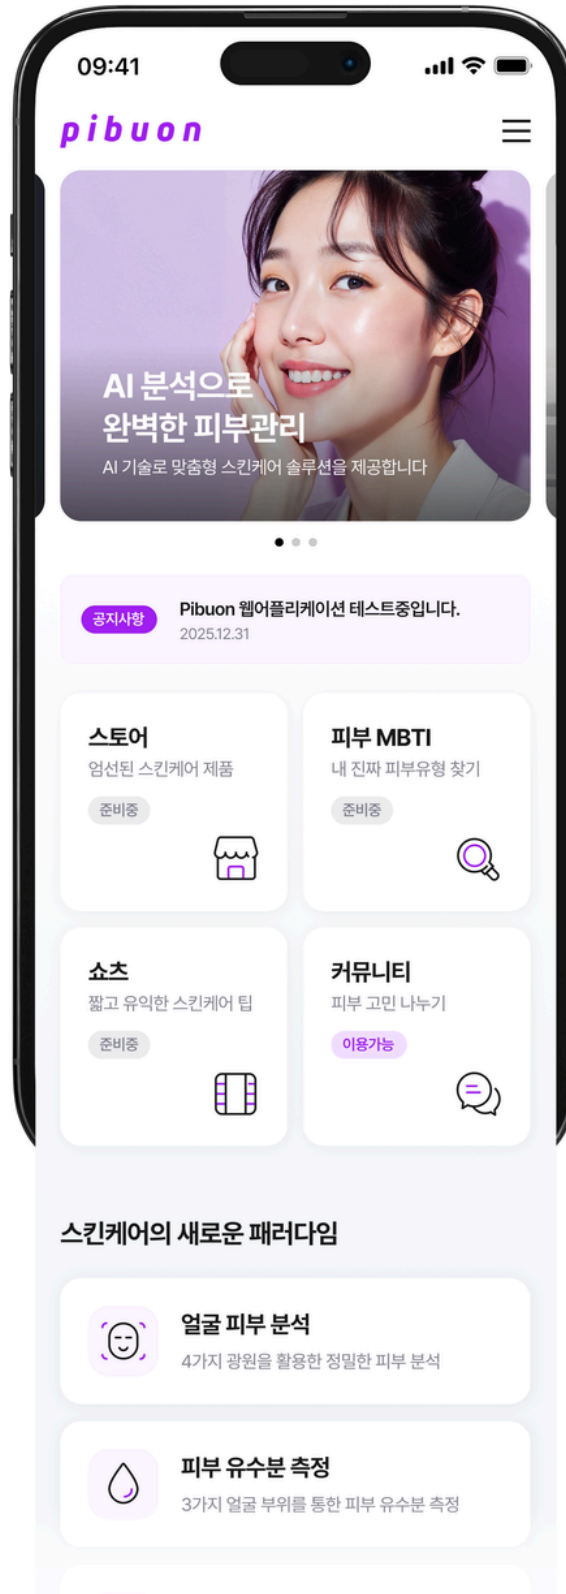 09:41
pibuon
AI 분석으로
완벽한 피부관리
AI 기술로 맞춤형 스킨케어 솔루션을 제공합니다
공지사항
Pibuon 웹어플리케이션 테스트중입니다.
2025.12.31
스토어
엄선된 스킨케어 제품
준비중
피부 MBTI
내 진짜 피부유형 찾기
준비중
쇼츠
짧고 유익한 스킨케어 팁
준비중
커뮤니티
피부 고민 나누기
이용가능
스킨케어의 새로운 패러다임
얼굴 피부 분석
4가지 광원을 활용한 정밀한 피부 분석
피부 유수분 측정
3가지 얼굴 부위를 통한 피부 유수분 측정